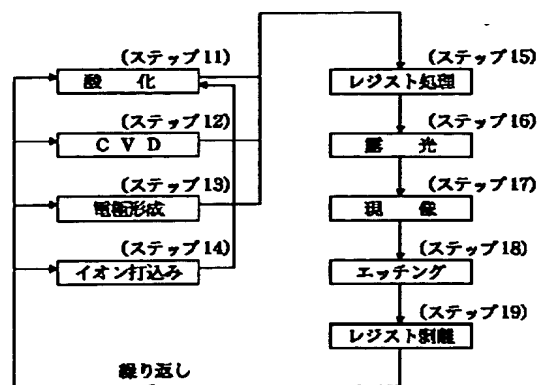 (ステップ11)
酸 化
(ステップ12)
C V D
(ステップ13)
電極形成
(ステップ14)
イオン打込み
(ステップ15)
レジスト処理
(ステップ16)
露 光
(ステップ17)
現 像
(ステップ18)
エッチング
(ステップ19)
レジスト剥離
繰り返し